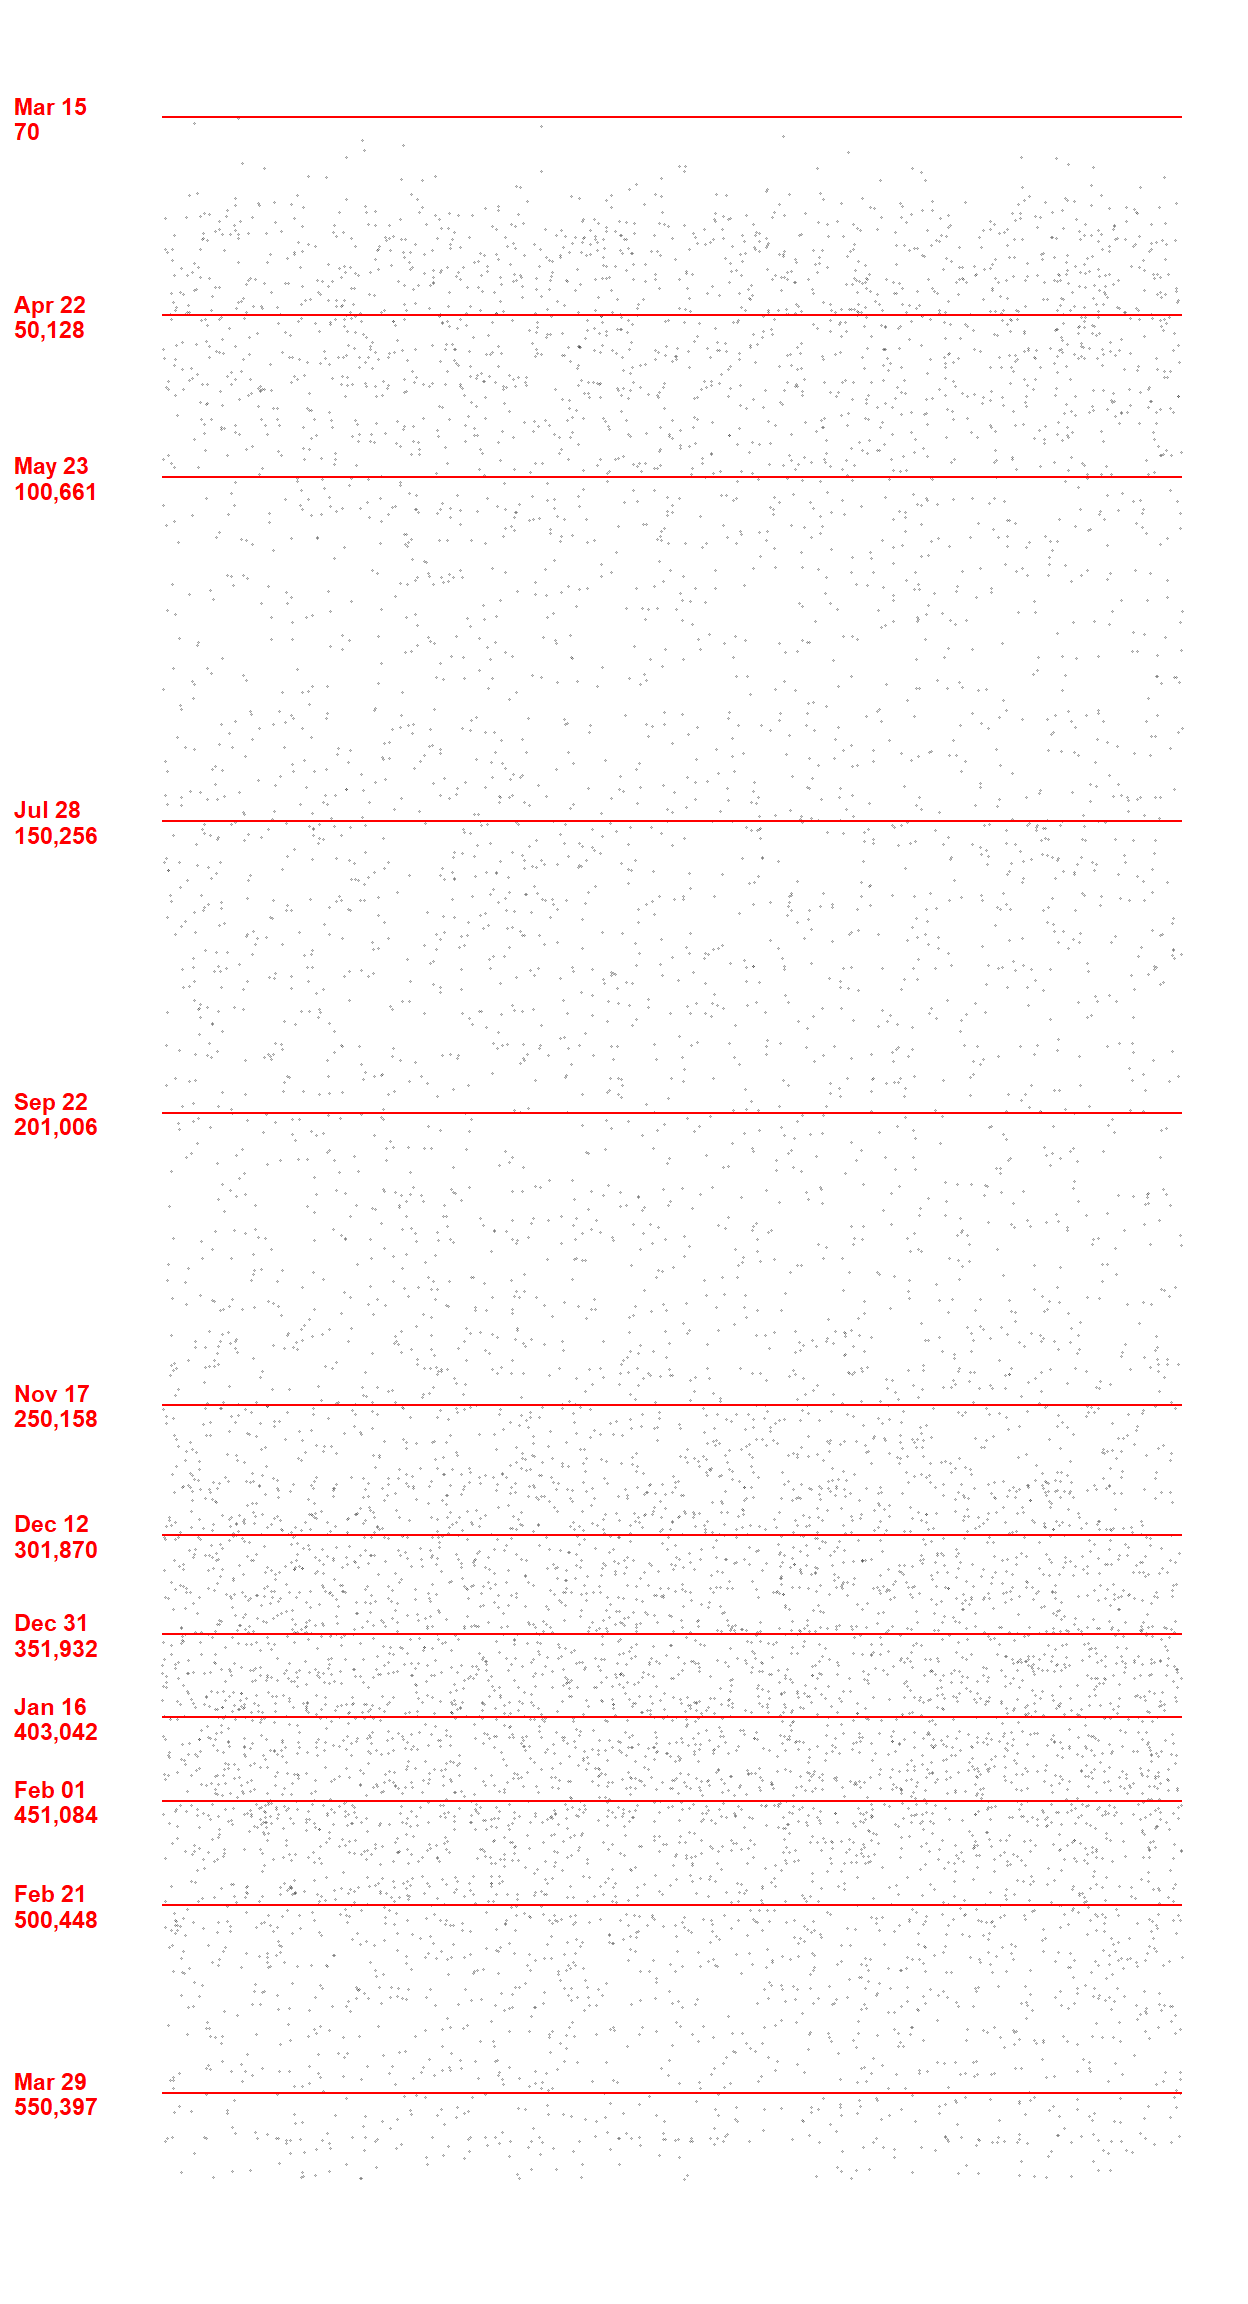 Mar 15
70
Apr 22
50,128
May 23
100,661
Jul 28
150,256
Sep 22
201,006
Nov 17
250,158
Dec 12
301,870
Dec 31
351,932
Jan 16
403,042
Feb 01
451,084
Feb 21
500,448
Mar 29
550,397